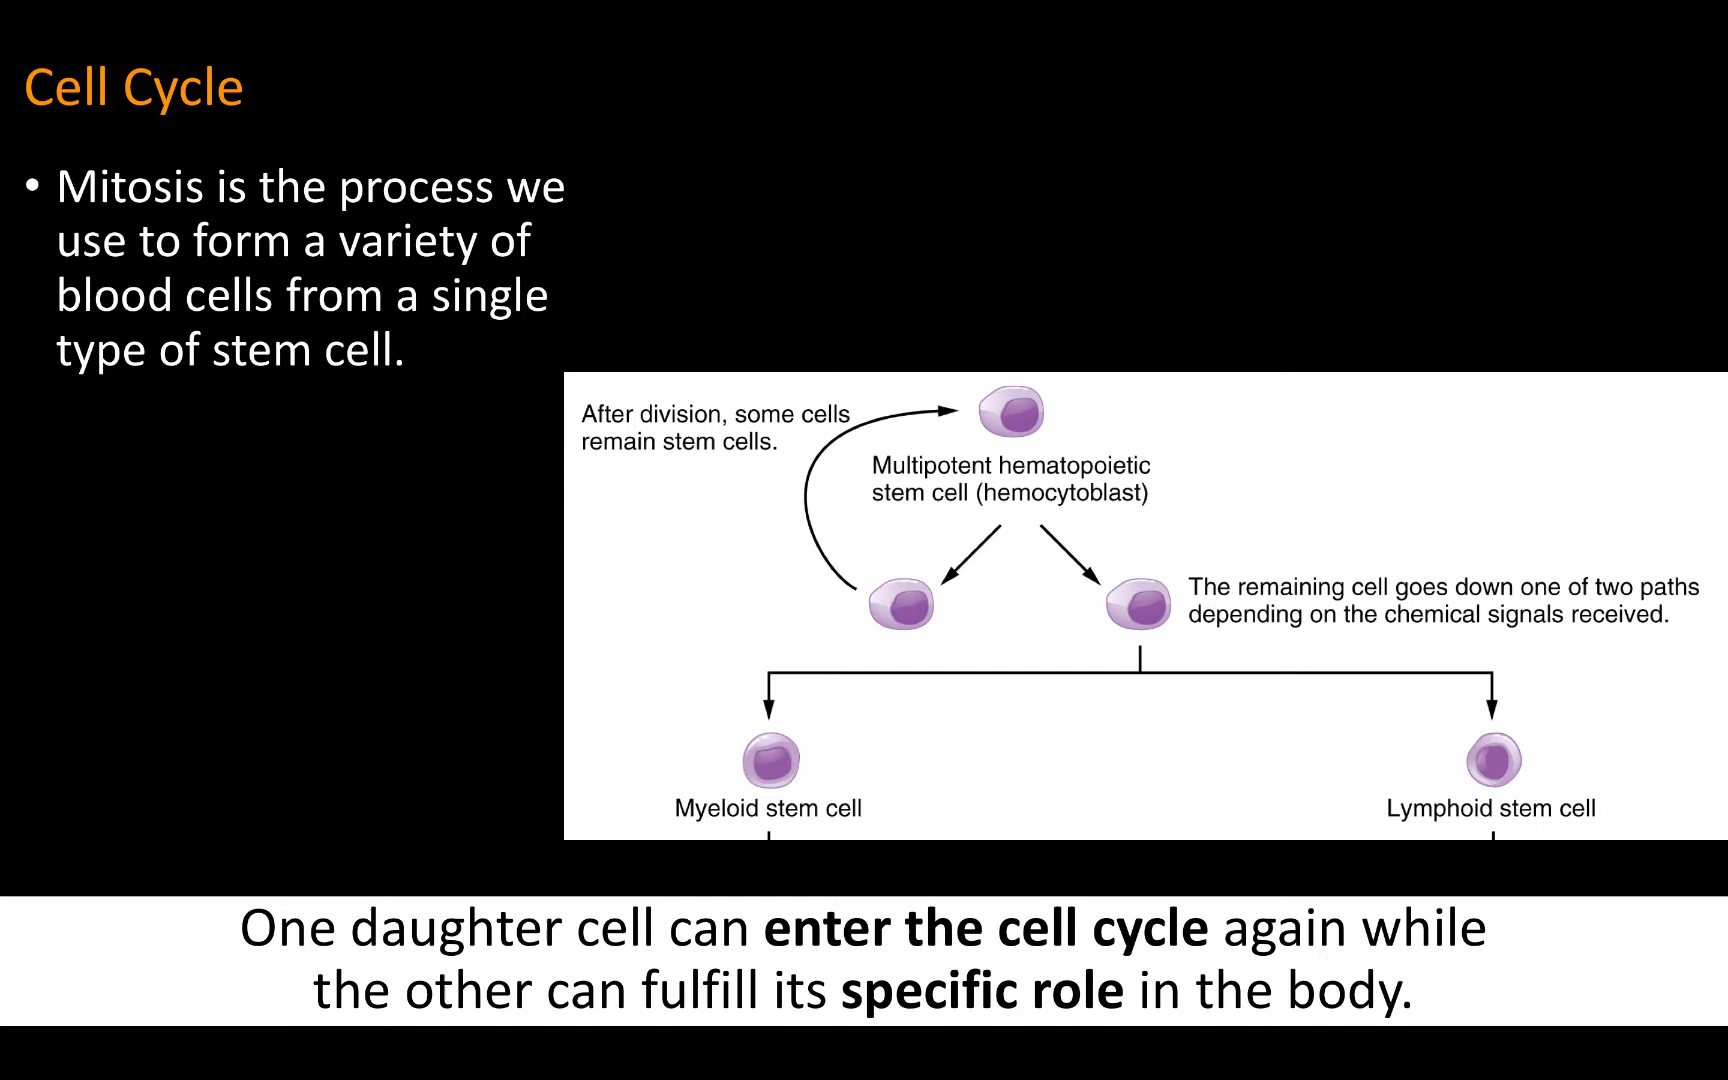 Cell Cycle
• Mitosis is the process we
use to form a variety of
blood cells from a single
type of stem cell.
After division, some cells
remain stem cells.
Multipotent hematopoietic
stem cell (hemocytoblast)
The remaining cell goes down one of two paths
depending on the chemical signals received.
Myeloid stem cell
Lymphoid stem cell
One daughter cell can enter the cell cycle again while
the other can fulfill its specific role in the body.